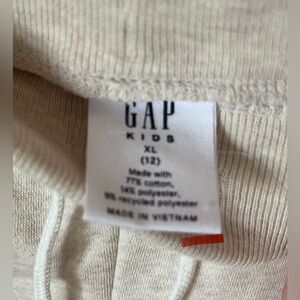 GAP
KIDS
XL
(12)
Made with
77% cotton,
14% polyester,
9% recycled polyester
MADE IN VIETNAM